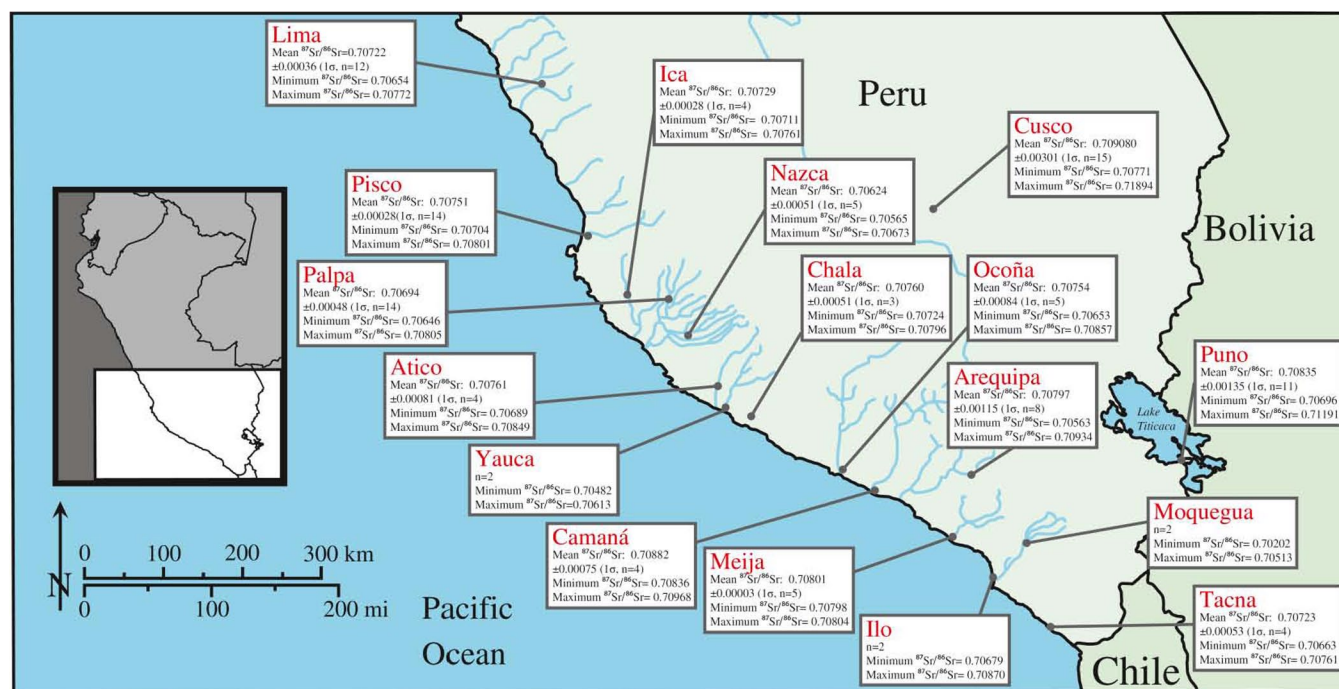 Lima
Mean ⁸⁷Sr/⁸⁶Sr=0.70722
±0.00036 (1σ, n=12)
Minimum ⁸⁷Sr/⁸⁶Sr= 0.70654
Maximum ⁸⁷Sr/⁸⁶Sr= 0.70772
Ica
Mean ⁸⁷Sr/⁸⁶Sr: 0.70729
±0.00028 (1σ, n=4)
Minimum ⁸⁷Sr/⁸⁶Sr= 0.70711
Maximum ⁸⁷Sr/⁸⁶Sr= 0.70761
Peru
Cusco
Mean ⁸⁷Sr/⁸⁶Sr: 0.709080
±0.00301 (1σ, n=15)
Minimum ⁸⁷Sr/⁸⁶Sr= 0.70771
Maximum ⁸⁷Sr/⁸⁶Sr= 0.71894
Pisco
Mean ⁸⁷Sr/⁸⁶Sr: 0.70751
±0.00028(1σ, n=14)
Minimum ⁸⁷Sr/⁸⁶Sr= 0.70704
Maximum ⁸⁷Sr/⁸⁶Sr= 0.70801
Nazca
Mean ⁸⁷Sr/⁸⁶Sr: 0.70624
±0.00051 (1σ, n=5)
Minimum ⁸⁷Sr/⁸⁶Sr= 0.70565
Maximum ⁸⁷Sr/⁸⁶Sr= 0.70673
Bolivia
Palpa
Mean ⁸⁷Sr/⁸⁶Sr: 0.70694
±0.00048 (1σ, n=14)
Minimum ⁸⁷Sr/⁸⁶Sr= 0.70646
Maximum ⁸⁷Sr/⁸⁶Sr= 0.70805
Chala
Mean ⁸⁷Sr/⁸⁶Sr: 0.70760
±0.00051 (1σ, n=3)
Minimum ⁸⁷Sr/⁸⁶Sr= 0.70724
Maximum ⁸⁷Sr/⁸⁶Sr= 0.70796
Ocoña
Mean ⁸⁷Sr/⁸⁶Sr: 0.70754
±0.00084 (1σ, n=5)
Minimum ⁸⁷Sr/⁸⁶Sr= 0.70653
Maximum ⁸⁷Sr/⁸⁶Sr= 0.70857
Puno
Mean ⁸⁷Sr/⁸⁶Sr: 0.70835
±0.00135 (1σ, n=11)
Minimum ⁸⁷Sr/⁸⁶Sr= 0.70696
Maximum ⁸⁷Sr/⁸⁶Sr= 0.71191
Atico
Mean ⁸⁷Sr/⁸⁶Sr: 0.70761
±0.00081 (1σ, n=4)
Minimum ⁸⁷Sr/⁸⁶Sr= 0.70689
Maximum ⁸⁷Sr/⁸⁶Sr= 0.70849
Arequipa
Mean ⁸⁷Sr/⁸⁶Sr: 0.70797
±0.00115 (1σ, n=8)
Minimum ⁸⁷Sr/⁸⁶Sr= 0.70563
Maximum ⁸⁷Sr/⁸⁶Sr= 0.70934
Lake
Titicaca
Yauca
n=2
Minimum ⁸⁷Sr/⁸⁶Sr= 0.70482
Maximum ⁸⁷Sr/⁸⁶Sr= 0.70613
Moquegua
n=2
Minimum ⁸⁷Sr/⁸⁶Sr= 0.70202
Maximum ⁸⁷Sr/⁸⁶Sr= 0.70513
Camaná
Mean ⁸⁷Sr/⁸⁶Sr: 0.70882
±0.00075 (1σ, n=4)
Minimum ⁸⁷Sr/⁸⁶Sr= 0.70836
Maximum ⁸⁷Sr/⁸⁶Sr= 0.70968
Meija
Mean ⁸⁷Sr/⁸⁶Sr: 0.70801
±0.00003 (1σ, n=5)
Minimum ⁸⁷Sr/⁸⁶Sr= 0.70798
Maximum ⁸⁷Sr/⁸⁶Sr= 0.70804
Tacna
Mean ⁸⁷Sr/⁸⁶Sr: 0.70723
±0.00053 (1σ, n=4)
Minimum ⁸⁷Sr/⁸⁶Sr= 0.70663
Maximum ⁸⁷Sr/⁸⁶Sr= 0.70761
Ilo
n=2
Minimum ⁸⁷Sr/⁸⁶Sr= 0.70679
Maximum ⁸⁷Sr/⁸⁶Sr= 0.70870
0 100 200 300 km
N
0 100 200 mi
Pacific
Ocean
Chile